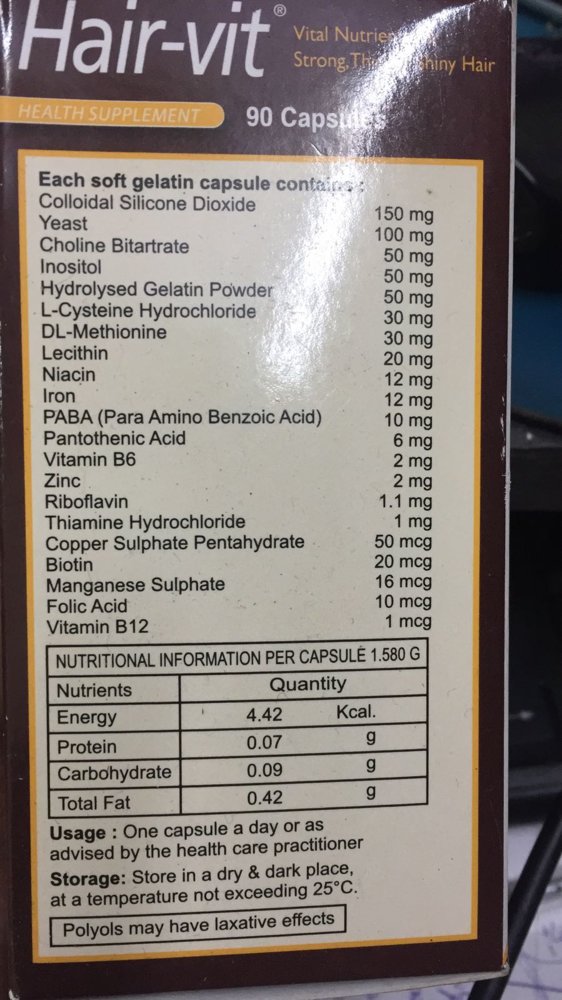 Hair-vit®
Vital
Strong, Hair
HEALTH SUPPLEMENT 90 Capsules
Each soft gelatin capsule contains :
Colloidal Silicone Dioxide 150 mg
Yeast 100 mg
Choline Bitartrate 50 mg
Inositol 50 mg
Hydrolysed Gelatin Powder 50 mg
L-Cysteine Hydrochloride 30 mg
DL-Methionine 30 mg
Lecithin 20 mg
Niacin 12 mg
Iron 12 mg
PABA (Para Amino Benzoic Acid) 10 mg
Pantothenic Acid 6 mg
Vitamin B6 2 mg
Zinc 2 mg
Riboflavin 1.1 mg
Thiamine Hydrochloride 1 mg
Copper Sulphate Pentahydrate 50 mcg
Biotin 20 mcg
Manganese Sulphate 16 mcg
Folic Acid 10 mcg
Vitamin B12 1 mcg
NUTRITIONAL INFORMATION PER CAPSULE 1.580 G
Nutrients Quantity
Energy 4.42 Kcal.
Protein 0.07 g
Carbohydrate 0.09 g
Total Fat 0.42 g
Usage : One capsule a day or as
advised by the health care practitioner
Storage: Store in a dry & dark place,
at a temperature not exceeding 25°C.
Polyols may have laxative effects